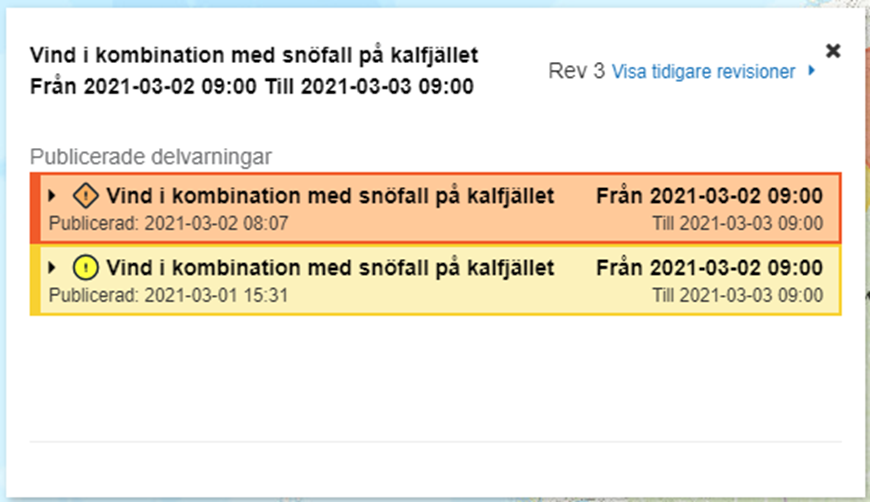 Vind i kombination med snöfall på kalfjället
Från 2021-03-02 09:00 Till 2021-03-03 09:00
Rev 3 Visa tidigare revisioner
Publicerade delvarningar
Vind i kombination med snöfall på kalfjället Från 2021-03-02 09:00
Publicerad: 2021-03-02 08:07 Till 2021-03-03 09:00
Vind i kombination med snöfall på kalfjället Från 2021-03-02 09:00
Publicerad: 2021-03-01 15:31 Till 2021-03-03 09:00